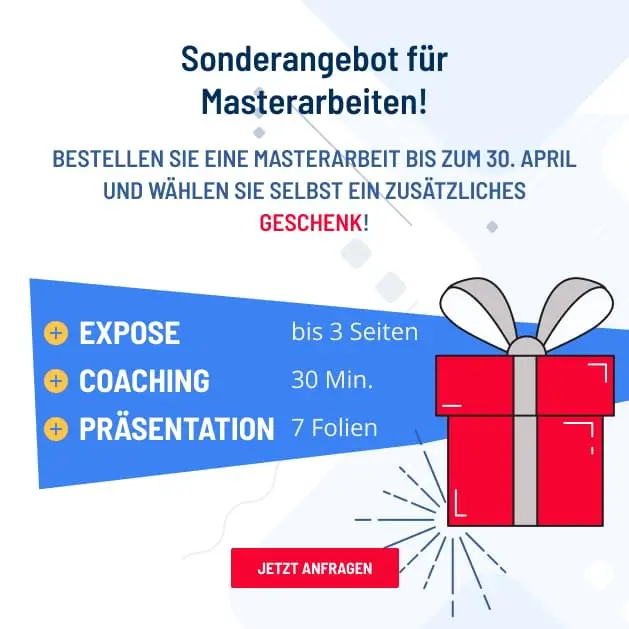 Sonderangebot für
Masterarbeiten!
BESTELLEN SIE EINE MASTERARBEIT BIS ZUM 30. APRIL
UND WÄHLEN SIE SELBST EIN ZUSÄTZLICHES
GESCHENK!
EXPOSE bis 3 Seiten
COACHING 30 Min.
PRÄSENTATION 7 Folien
JETZT ANFRAGEN